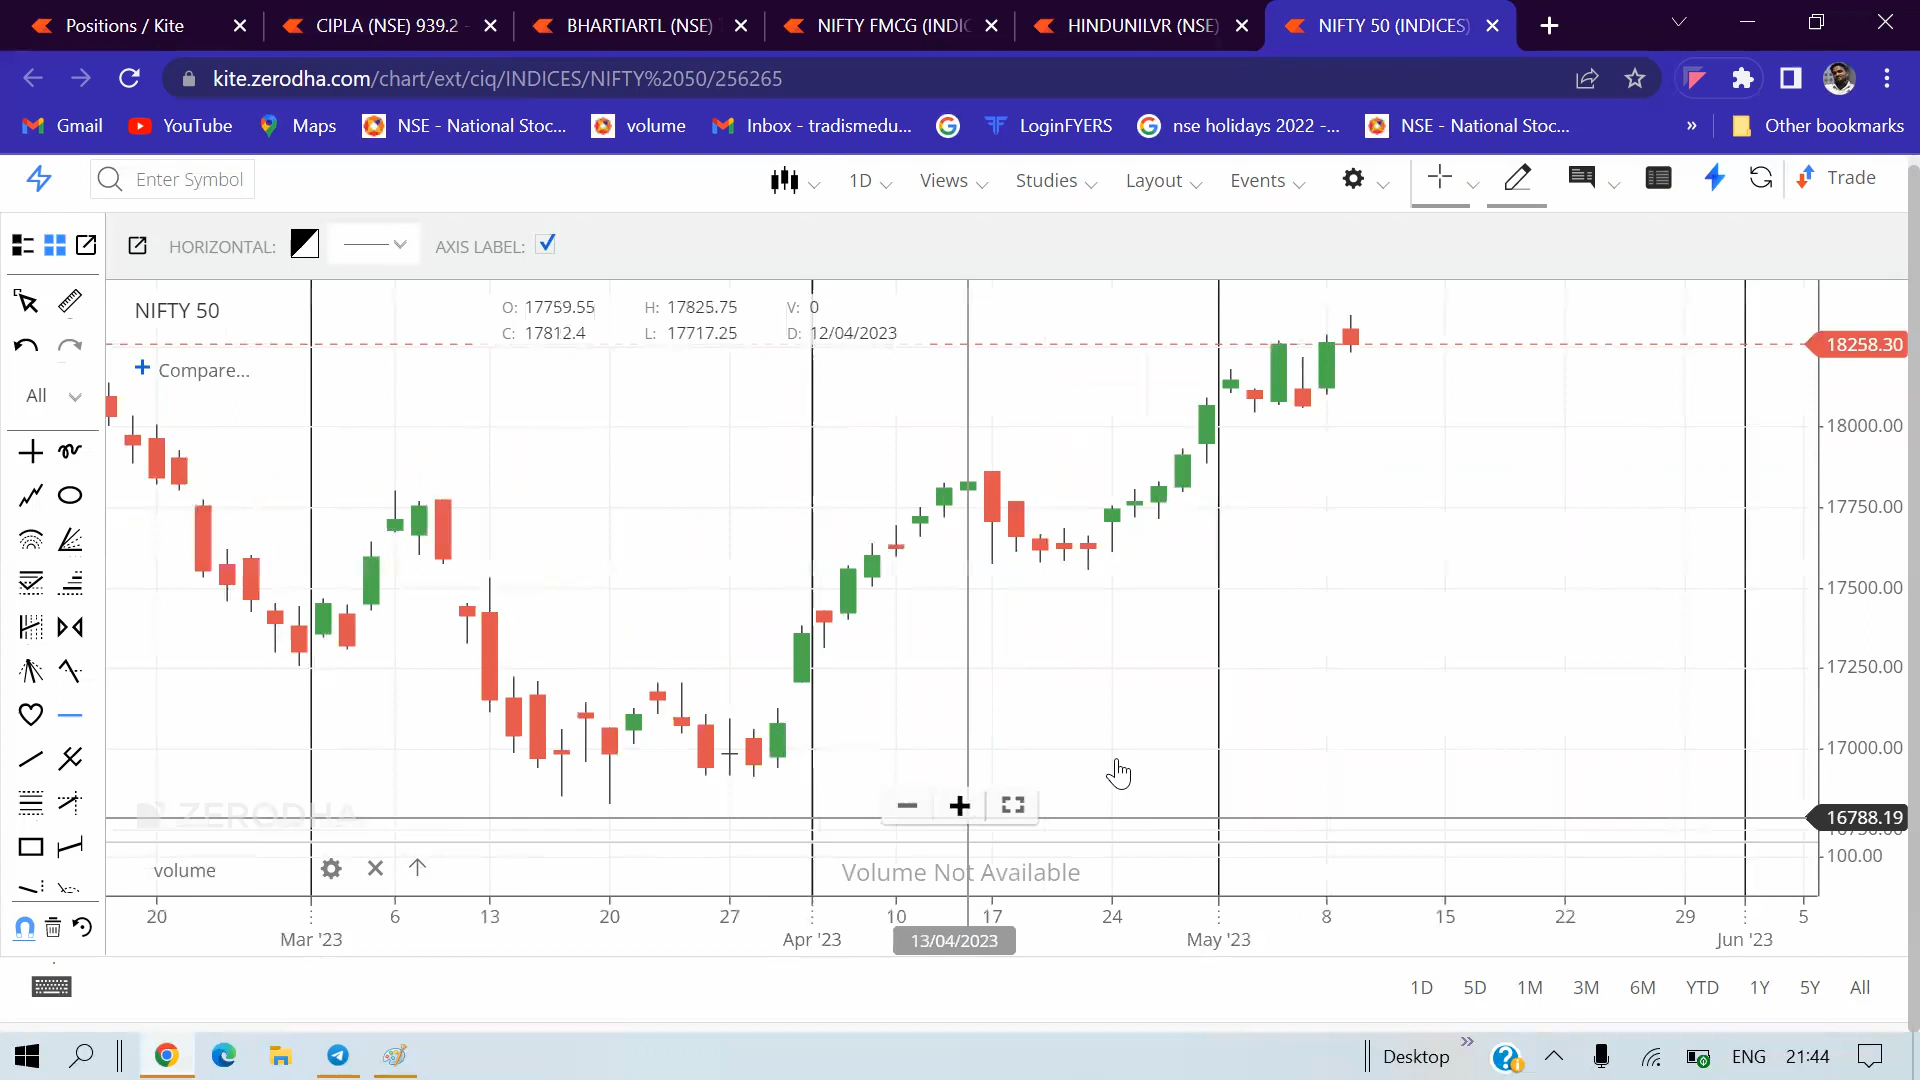 Positions / Kite
CIPLA (NSE) 939.2
BHARTIARTL (NSE)
NIFTY FMCG (INDIC
HINDUNILVR (NSE)
NIFTY 50 (INDICES)
kite.zerodha.com/chart/ext/ciq/INDICES/NIFTY%2050/256265
Gmail
YouTube
Maps
NSE - National Stoc...
volume
Inbox - tradismedu...
LoginFYERS
nse holidays 2022 -...
NSE - National Stoc...
»
Other bookmarks
Enter Symbol
1D
Views
Studies
Layout
Events
Trade
HORIZONTAL:
AXIS LABEL:
NIFTY 50
O: 17759.55 H: 17825.75 V: 0
C: 17812.4 L: 17717.25 D: 12/04/2023
+ Compare...
All
18258.30
18000.00
17750.00
17500.00
17250.00
17000.00
16788.19
100.00
ZERODHA
volume
Volume Not Available
20 6 13 20 27 10 17 24 8 15 22 29 5
Mar '23 Apr '23 May '23 Jun '23
13/04/2023
1D 5D 1M 3M 6M YTD 1Y 5Y All
Desktop
»
ENG
21:44